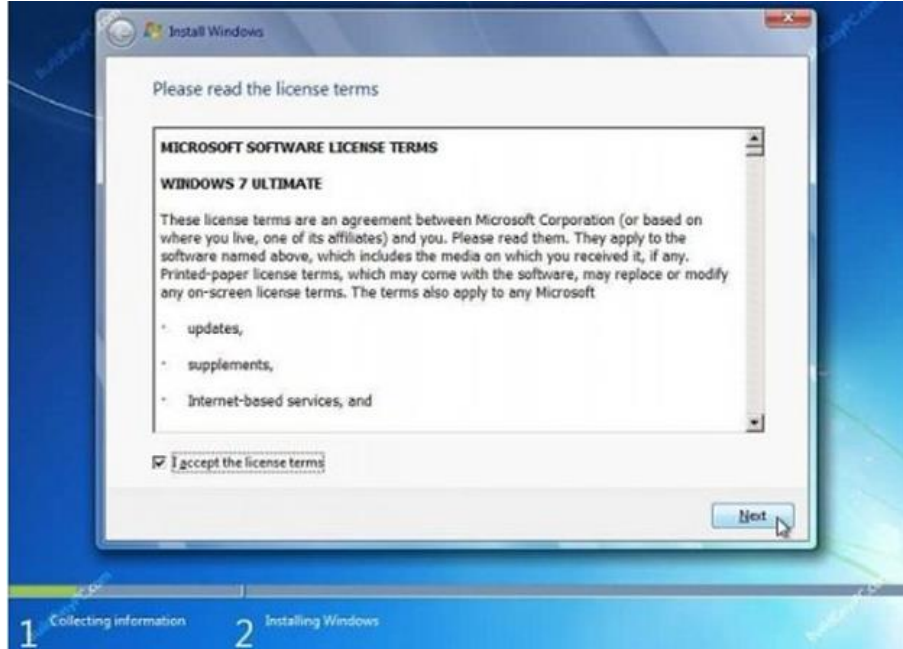 Install Windows
Please read the license terms
MICROSOFT SOFTWARE LICENSE TERMS
WINDOWS 7 ULTIMATE
These license terms are an agreement between Microsoft Corporation (or based on
where you live, one of its affiliates) and you. Please read them. They apply to the
software named above, which includes the media on which you received it, if any.
Printed-paper license terms, which may come with the software, may replace or modify
any on-screen license terms. The terms also apply to any Microsoft
· updates,
· supplements,
· Internet-based services, and
I accept the license terms
Next
1 Collecting information
2 Installing Windows